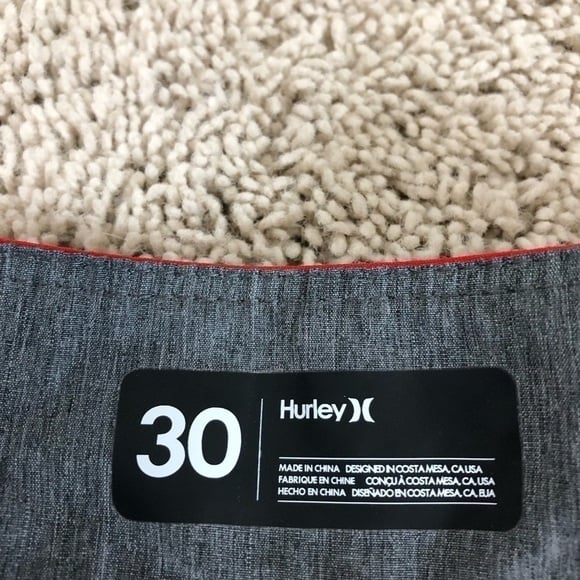 30
Hurley
MADE IN CHINA DESIGNED IN COSTA MESA, CA USA
FABRIQUE EN CHINE CONÇU À COSTA MESA, CA, USA
HECHO EN CHINA DISEÑADO EN COSTA MESA, CA, EUA